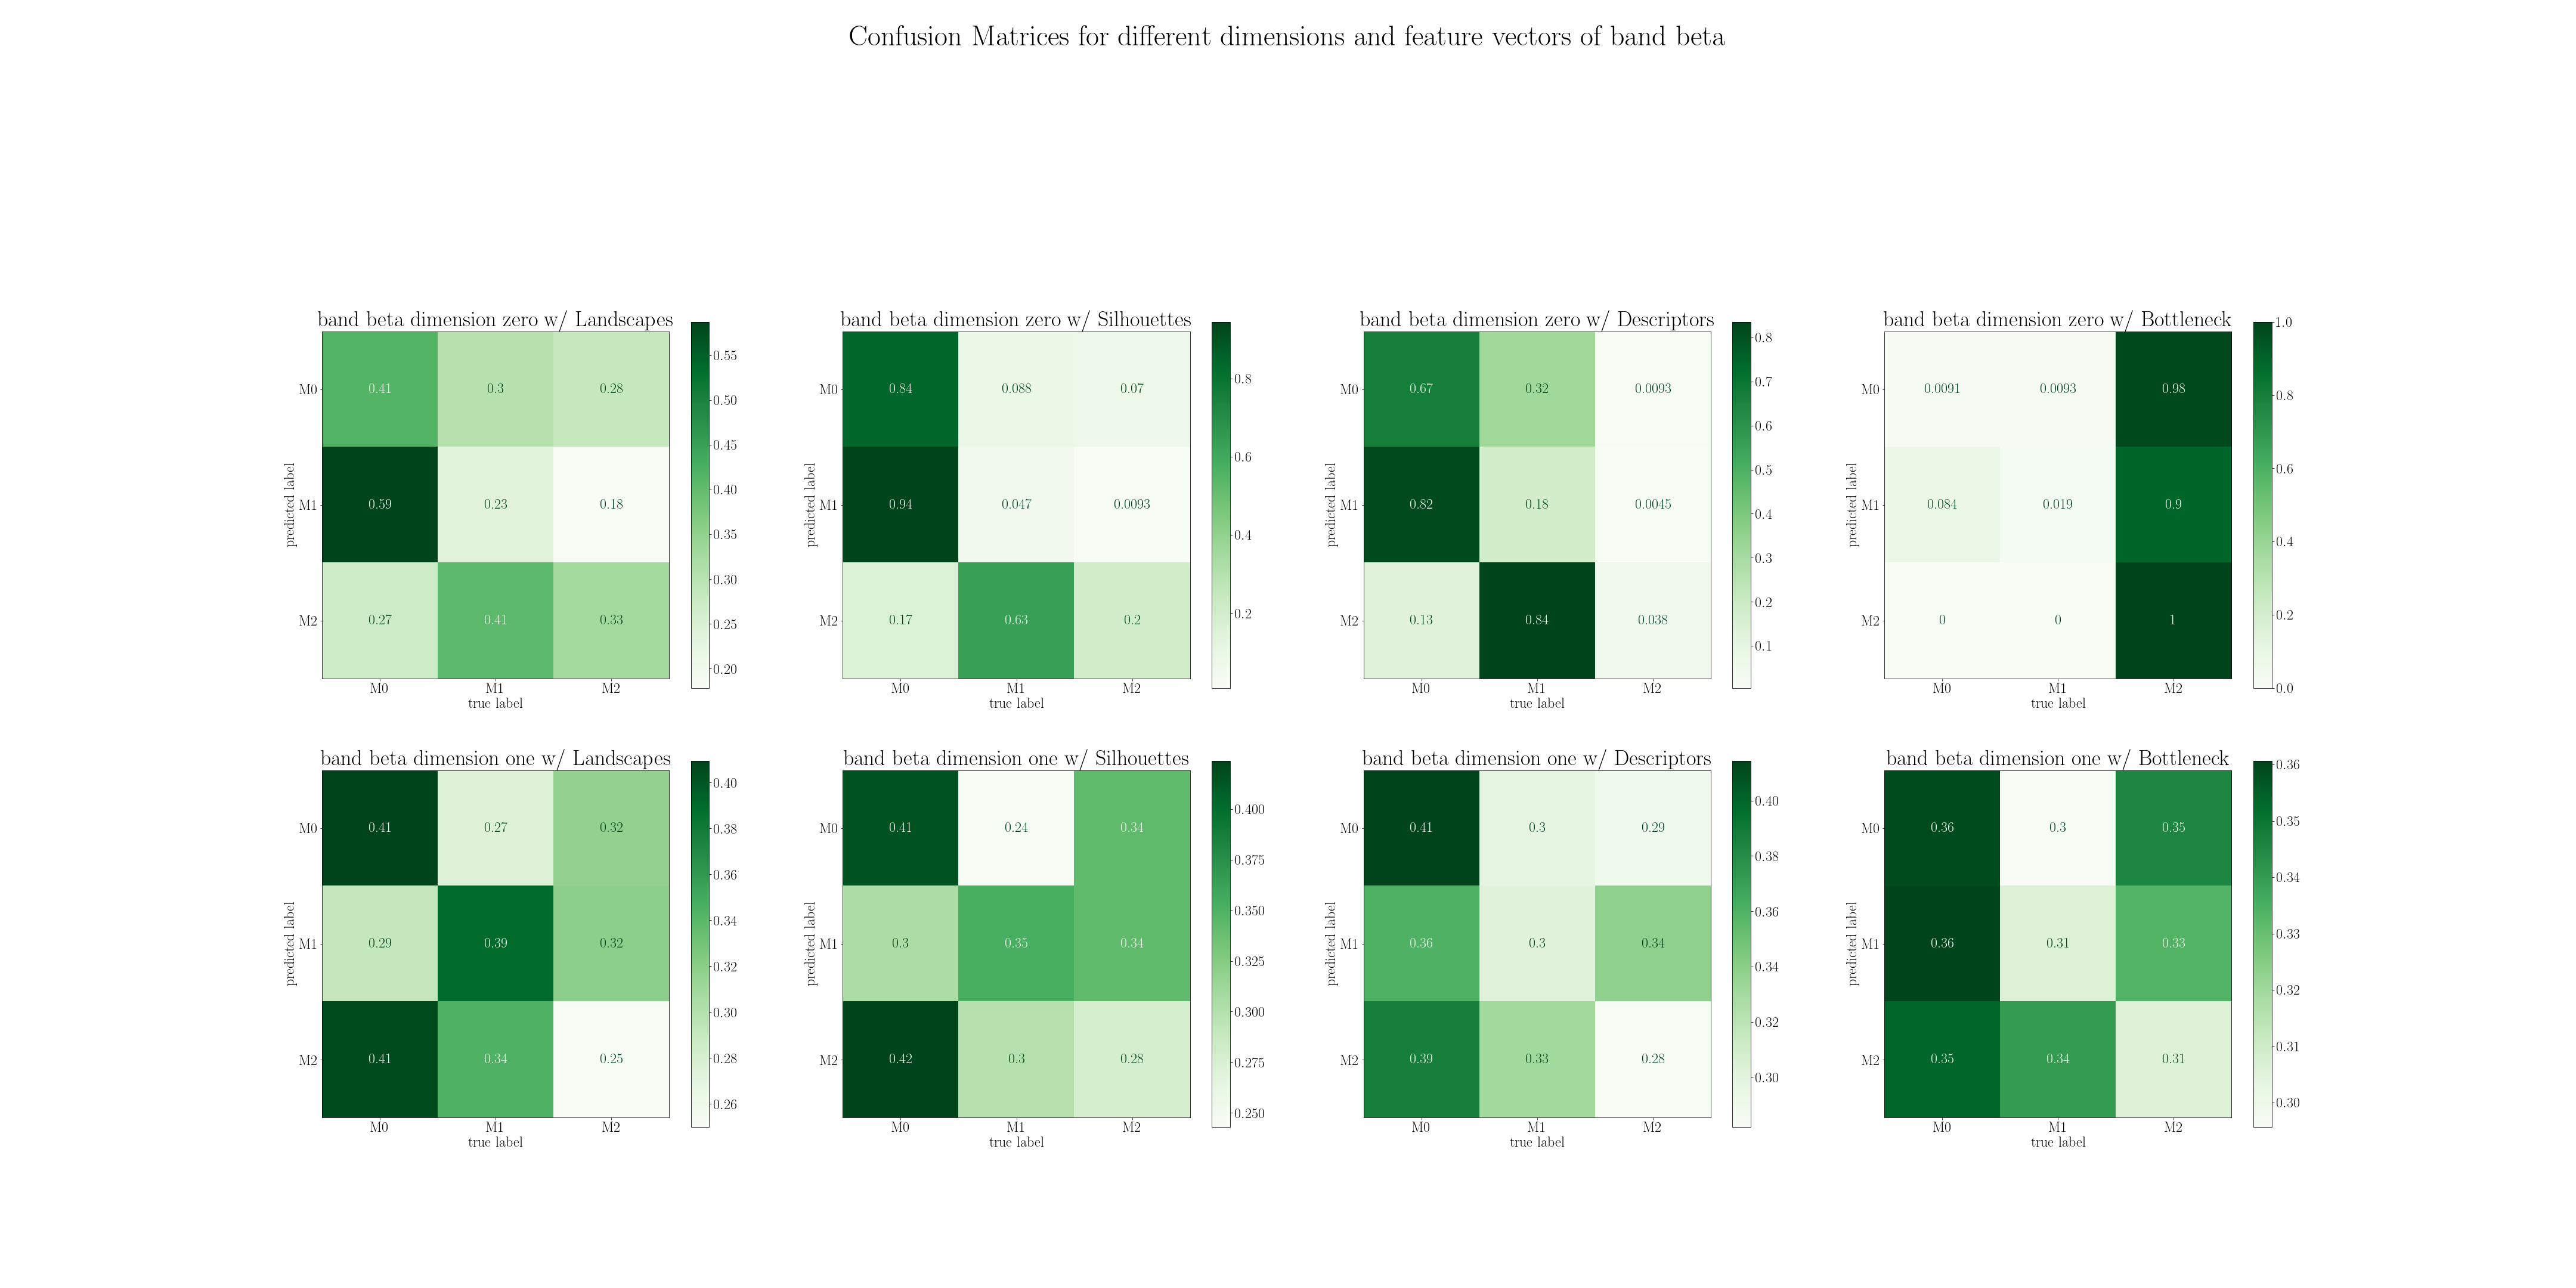 Confusion Matrices for different dimensions and feature vectors of band beta
band beta dimension zero w/ Landscapes
M0 0.41 0.3 0.28
M1 0.59 0.23 0.18
M2 0.27 0.41 0.33
M0 M1 M2
true label
predicted label
0.55
0.50
0.45
0.40
0.35
0.30
0.25
0.20
band beta dimension zero w/ Silhouettes
M0 0.84 0.088 0.07
M1 0.94 0.047 0.0093
M2 0.17 0.63 0.2
M0 M1 M2
true label
predicted label
0.8
0.6
0.4
0.2
band beta dimension zero w/ Descriptors
M0 0.67 0.32 0.0093
M1 0.82 0.18 0.0045
M2 0.13 0.84 0.038
M0 M1 M2
true label
predicted label
0.8
0.7
0.6
0.5
0.4
0.3
0.2
0.1
band beta dimension zero w/ Bottleneck
M0 0.0091 0.0093 0.98
M1 0.084 0.019 0.9
M2 0 0 1
M0 M1 M2
true label
predicted label
1.0
0.8
0.6
0.4
0.2
0.0
band beta dimension one w/ Landscapes
M0 0.41 0.27 0.32
M1 0.29 0.39 0.32
M2 0.41 0.34 0.25
M0 M1 M2
true label
predicted label
0.40
0.38
0.36
0.34
0.32
0.30
0.28
0.26
band beta dimension one w/ Silhouettes
M0 0.41 0.24 0.34
M1 0.3 0.35 0.34
M2 0.42 0.3 0.28
M0 M1 M2
true label
predicted label
0.400
0.375
0.350
0.325
0.300
0.275
0.250
band beta dimension one w/ Descriptors
M0 0.41 0.3 0.29
M1 0.36 0.3 0.34
M2 0.39 0.33 0.28
M0 M1 M2
true label
predicted label
0.40
0.38
0.36
0.34
0.32
0.30
band beta dimension one w/ Bottleneck
M0 0.36 0.3 0.35
M1 0.36 0.31 0.33
M2 0.35 0.34 0.31
M0 M1 M2
true label
predicted label
0.36
0.35
0.34
0.33
0.32
0.31
0.30